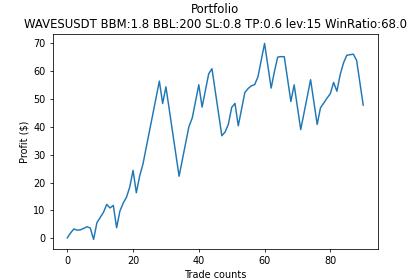 Portfolio
WAVESUSDT BBM:1.8 BBL:200 SL:0.8 TP:0.6 lev:15 WinRatio:68.0
70
60
50
40
30
20
10
0
Profit ($)
0 20 40 60 80
Trade counts